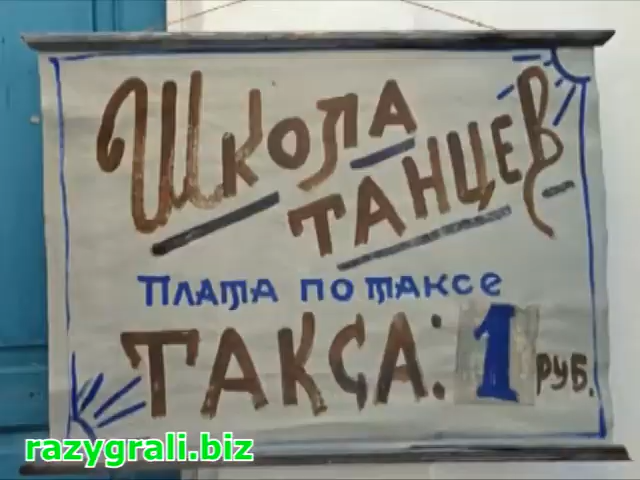 Школа
танцев
Плата по таксе
ТАКСА: 1 РУБ.
razygrali.biz